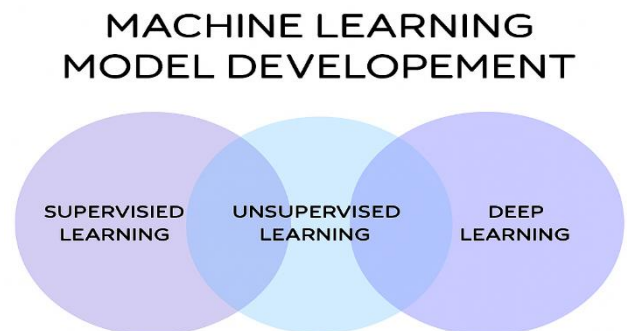 MACHINE LEARNING
MODEL DEVELOPEMENT
SUPERVISIED
LEARNING
UNSUPERVISED
LEARNING
DEEP
LEARNING